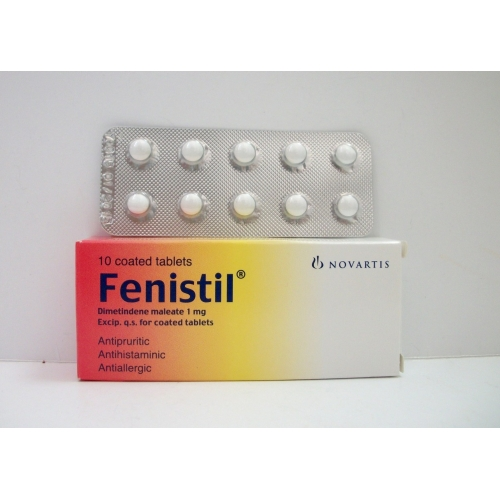 10 coated tablets
Fenistil®
NOVARTIS
Dimetindene maleate 1 mg
Excip. q.s. for coated tablets
Antipruritic
Antihistaminic
Antiallergic